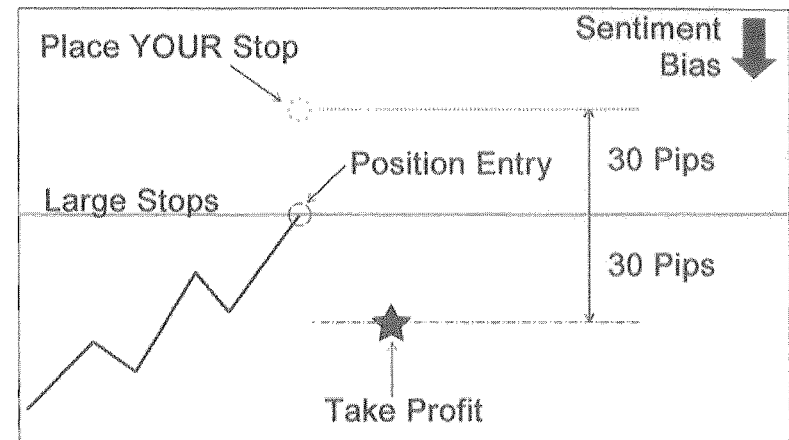 Sentiment
Bias
Place YOUR Stop
30 Pips
Position Entry
Large Stops
30 Pips
Take Profit